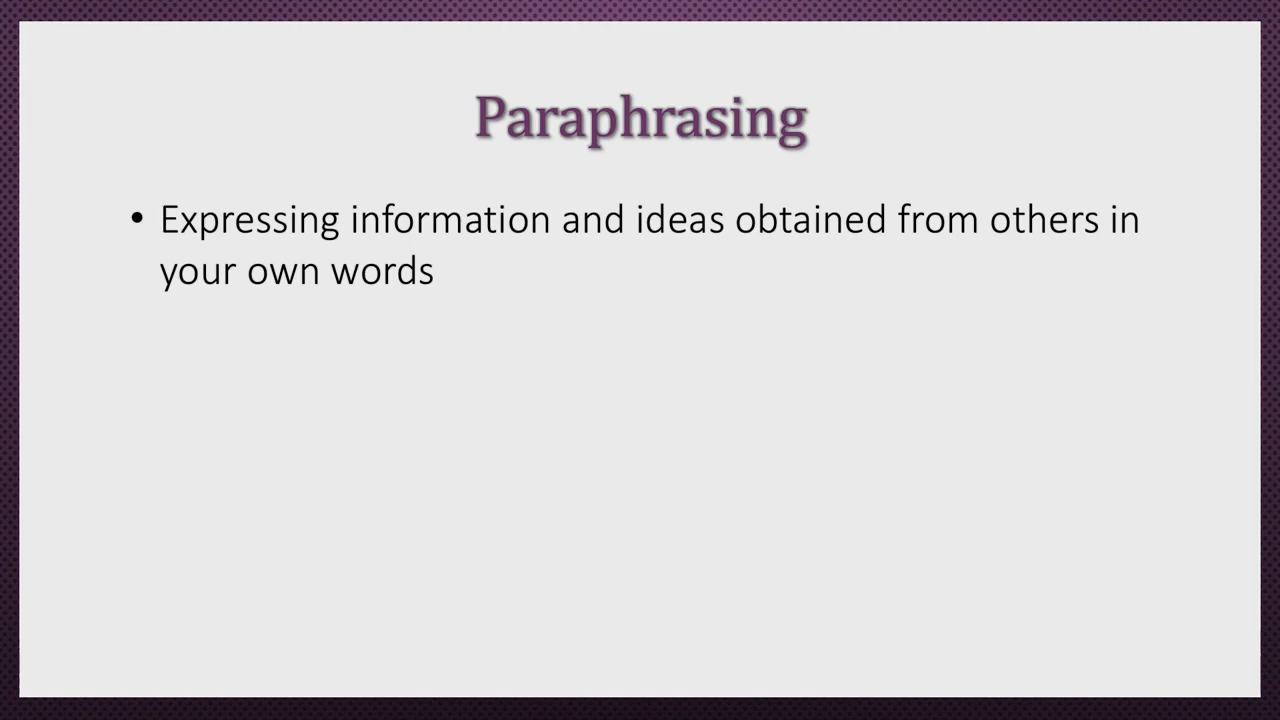 Paraphrasing
• Expressing information and ideas obtained from others in
your own words